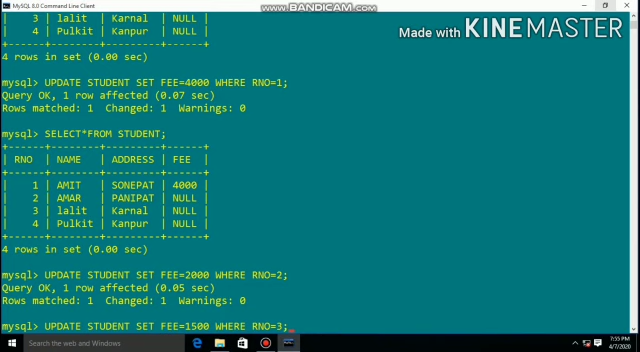 MySQL 8.0 Command Line Client
WWW.BANDICAM.COM
Made with KINEMASTER
| 3 | lalit | Karnal | NULL |
| 4 | Pulkit | Kanpur | NULL |
+------+--------+---------+------+
4 rows in set (0.00 sec)
mysql> UPDATE STUDENT SET FEE=4000 WHERE RNO=1;
Query OK, 1 row affected (0.07 sec)
Rows matched: 1 Changed: 1 Warnings: 0
mysql> SELECT*FROM STUDENT;
+------+--------+---------+------+
| RNO | NAME | ADDRESS | FEE |
+------+--------+---------+------+
| 1 | AMIT | SONEPAT | 4000 |
| 2 | AMAR | PANIPAT | NULL |
| 3 | lalit | Karnal | NULL |
| 4 | Pulkit | Kanpur | NULL |
+------+--------+---------+------+
4 rows in set (0.00 sec)
mysql> UPDATE STUDENT SET FEE=2000 WHERE RNO=2;
Query OK, 1 row affected (0.05 sec)
Rows matched: 1 Changed: 1 Warnings: 0
mysql> UPDATE STUDENT SET FEE=1500 WHERE RNO=3;
Search the web and Windows
7:55 PM
4/7/2020